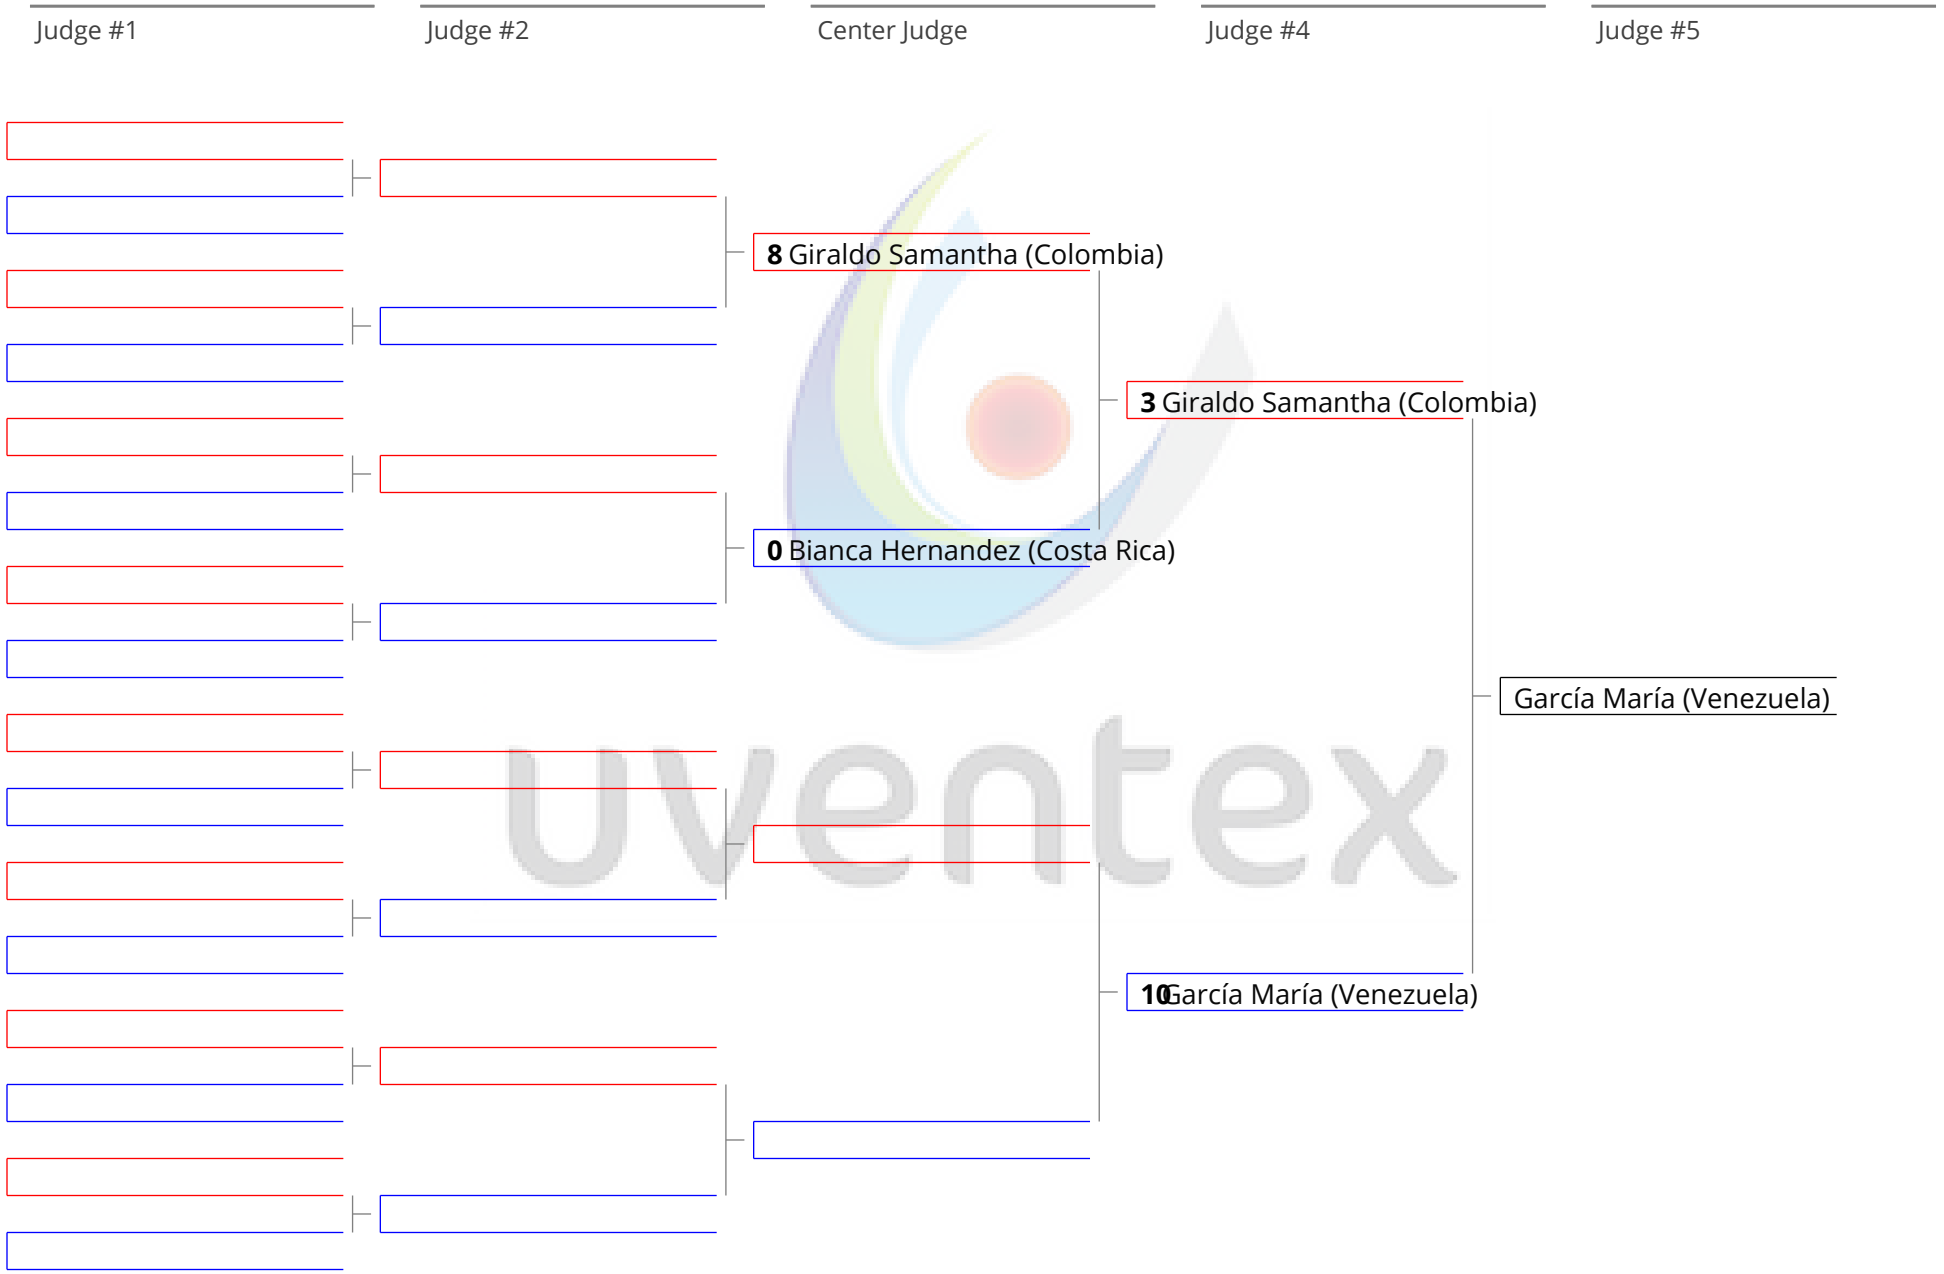 Judge #1
Judge #2
Center Judge
Judge #4
Judge #5
8 Giraldo Samantha (Colombia)
3 Giraldo Samantha (Colombia)
0 Bianca Hernandez (Costa Rica)
García María (Venezuela)
uventex
10 García María (Venezuela)